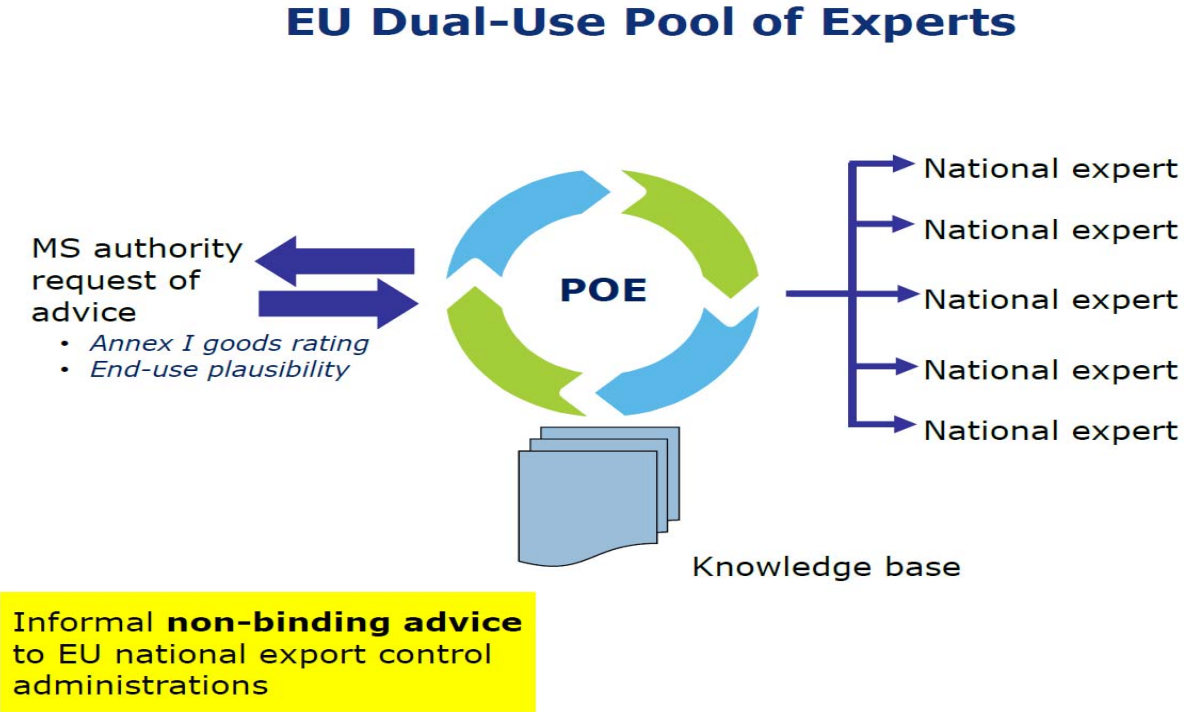 EU Dual-Use Pool of Experts
MS authority
request of
advice
• Annex I goods rating
• End-use plausibility
POE
National expert
National expert
National expert
National expert
National expert
Knowledge base
Informal non-binding advice
to EU national export control
administrations